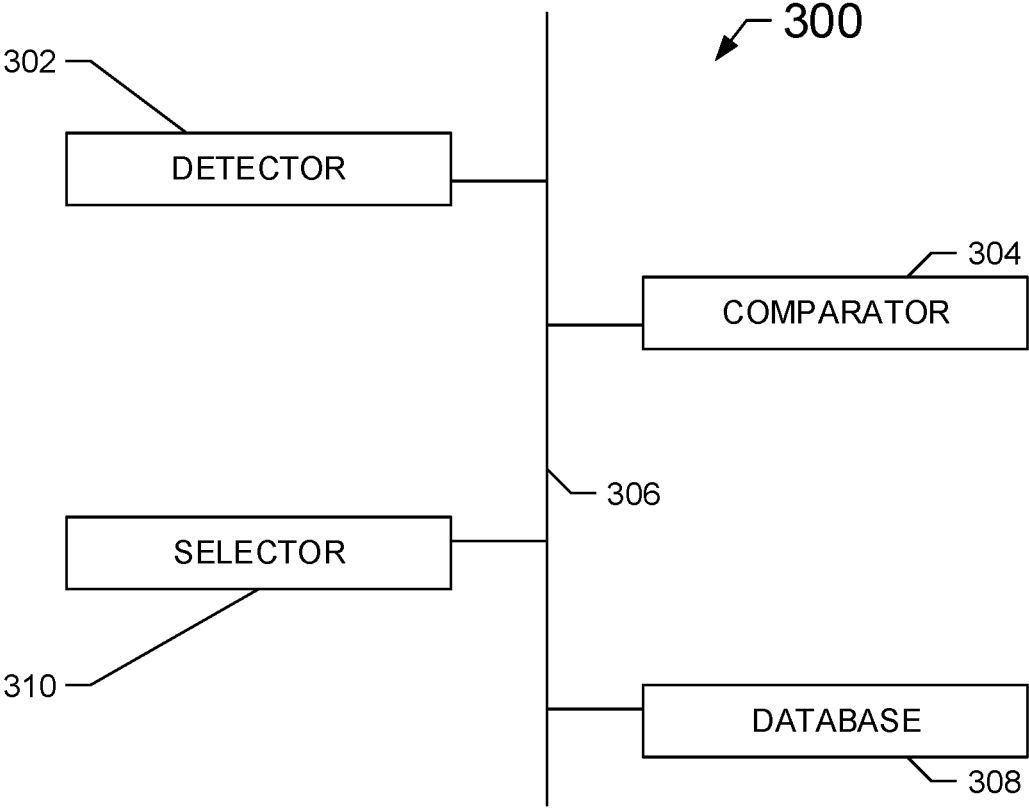 300
302
DETECTOR
304
COMPARATOR
306
SELECTOR
310
DATABASE
308